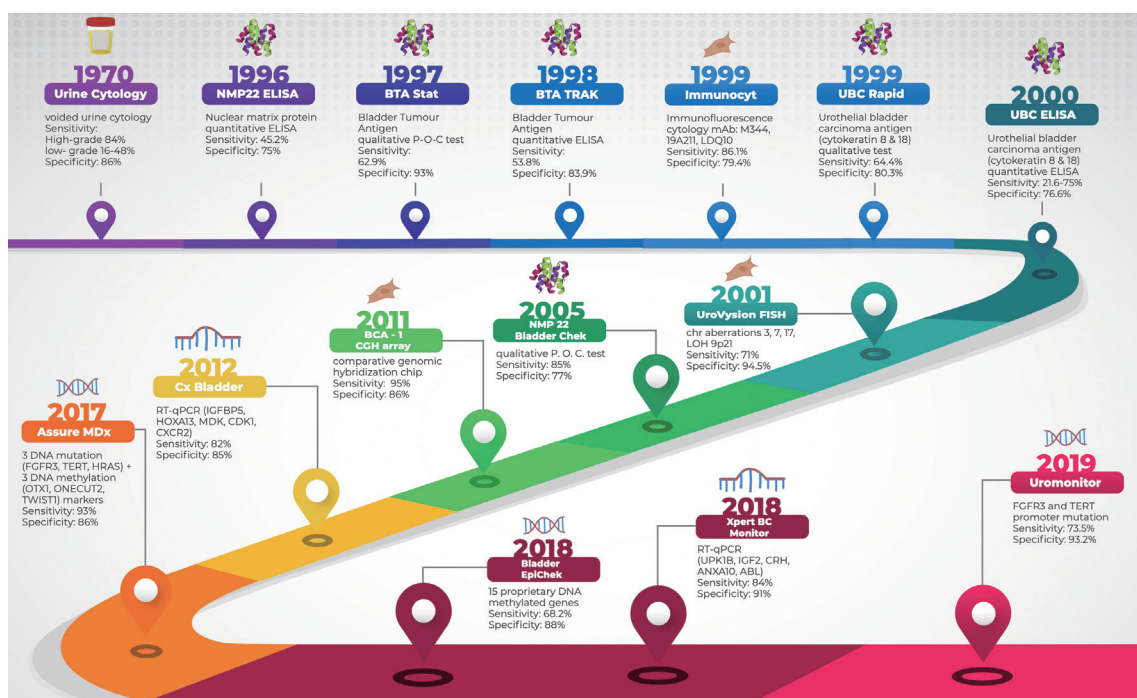 1970
Urine Cytology
voided urine cytology
Sensitivity:
High-grade 84%
low- grade 16-48%
Specificity: 86%
1996
NMP22 ELISA
Nuclear matrix protein
quantitative ELISA
Sensitivity: 45.2%
Specificity: 75%
1997
BTA Stat
Bladder Tumour
Antigen
qualitative P-O-C test
Sensitivity:
62.9%
Specificity: 93%
1998
BTA TRAK
Bladder Tumour
Antigen
quantitative ELISA
Sensitivity:
53.8%
Specificity: 83.9%
1999
Immunocyt
Immunofluorescence
cytology mAb: M344,
19A211, LDQ10
Sensitivity: 86.1%
Specificity: 79.4%
1999
UBC Rapid
Urothelial bladder
carcinoma antigen
(cytokeratin 8 & 18)
qualitative test
Sensitivity: 64.4%
Specificity: 80.3%
2000
UBC ELISA
Urothelial bladder
carcinoma antigen
(cytokeratin 8 & 18)
quantitative ELISA
Sensitivity: 21.6-75%
Specificity: 76.6%
2001
UroVysion FISH
chr aberrations 3, 7, 17,
LOH 9p21
Sensitivity: 71%
Specificity: 94.5%
2005
NMP 22
Bladder Chek
qualitative P. O. C. test
Sensitivity: 85%
Specificity: 77%
2011
BCA - 1
CGH array
comparative genomic
hybridization chip
Sensitivity: 95%
Specificity: 86%
2012
Cx Bladder
RT-qPCR (IGFBP5,
HOXA13, MDK, CDK1,
CXCR2)
Sensitivity: 82%
Specificity: 85%
2017
Assure MDx
3 DNA mutation
(FGFR3, TERT, HRAS) +
3 DNA methylation
(OTX1, ONECUT2,
TWIST1) markers
Sensitivity: 93%
Specificity: 86%
2018
Bladder
EpiChek
15 proprietary DNA
methylated genes
Sensitivity: 68.2%
Specificity: 88%
2018
Xpert BC
Monitor
RT-qPCR
(UPK1B, IGF2, CRH,
ANXA10, ABL)
Sensitivity: 84%
Specificity: 91%
2019
Uromonitor
FGFR3 and TERT
promoter mutation
Sensitivity: 73.5%
Specificity: 93.2%